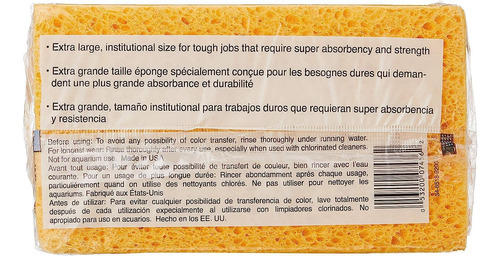 • Extra large, institutional size for tough jobs that require super absorbency and strength
• Extra grande taille éponge spécialement conçue pour les besognes dures qui deman-
dent une plus grande absorbance et durabilité
• Extra grande, tamaño institutional para trabajos duros que requieran super absorbencia
y resistencia
Before using: To avoid any possibility of color transfer, rinse thoroughly under running water.
For longest wear: Rinse thoroughly after every use, especially when used with chlorinated cleaners.
Not for aquarium use. Made in USA
Avant tout usage: Pour éviter toute possibilité de transfert de couleur, bien rincer avec l'eau
courante. Pour un usage de plus longue durée: Rincer abondamment après chaque usage,
particulièrement quand on utilise des nettoyants chlorés. Ne pas utiliser pour nettoyer les
aquariums. Fabriqué aux États-Unis
Antes de utilizar: Para evitar cualquier posibilidad de transferencia de color, lave totalmente
después de cada utilización especialmente al utilizarse con limpiadores clorinados. No
apropiado para uso en acuarios. Hecho en los EE. UU.